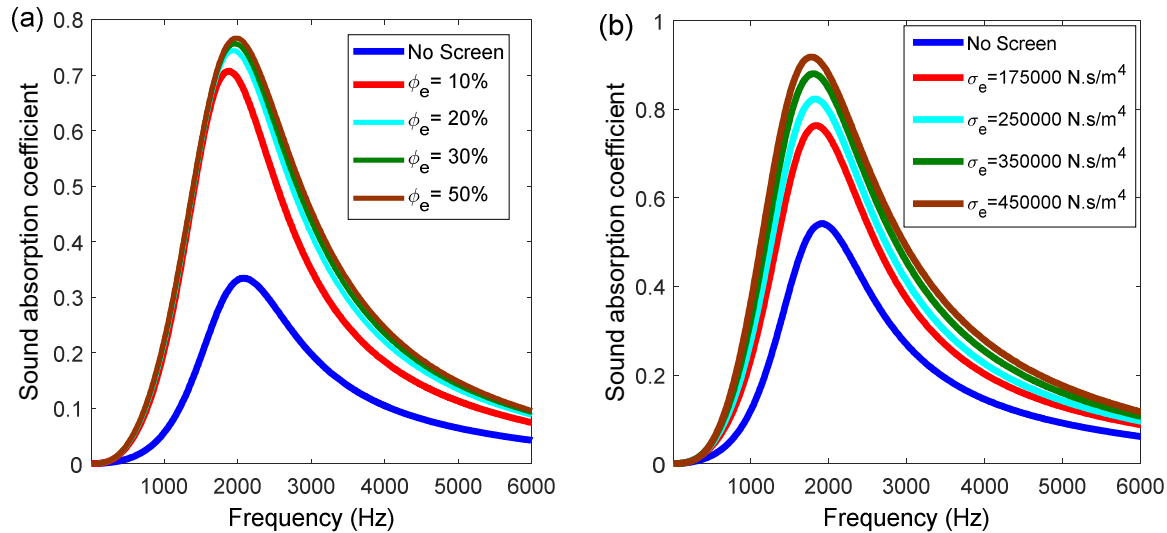 (a)
0.8
0.7
0.6
0.5
0.4
0.3
0.2
0.1
0
Sound absorption coefficient
No Screen
ϕe= 10%
ϕe= 20%
ϕe= 30%
ϕe= 50%
1000 2000 3000 4000 5000 6000
Frequency (Hz)
(b)
1
0.8
0.6
0.4
0.2
0
Sound absorption coefficient
No Screen
σe=175000 N.s/m⁴
σe=250000 N.s/m⁴
σe=350000 N.s/m⁴
σe=450000 N.s/m⁴
1000 2000 3000 4000 5000 6000
Frequency (Hz)